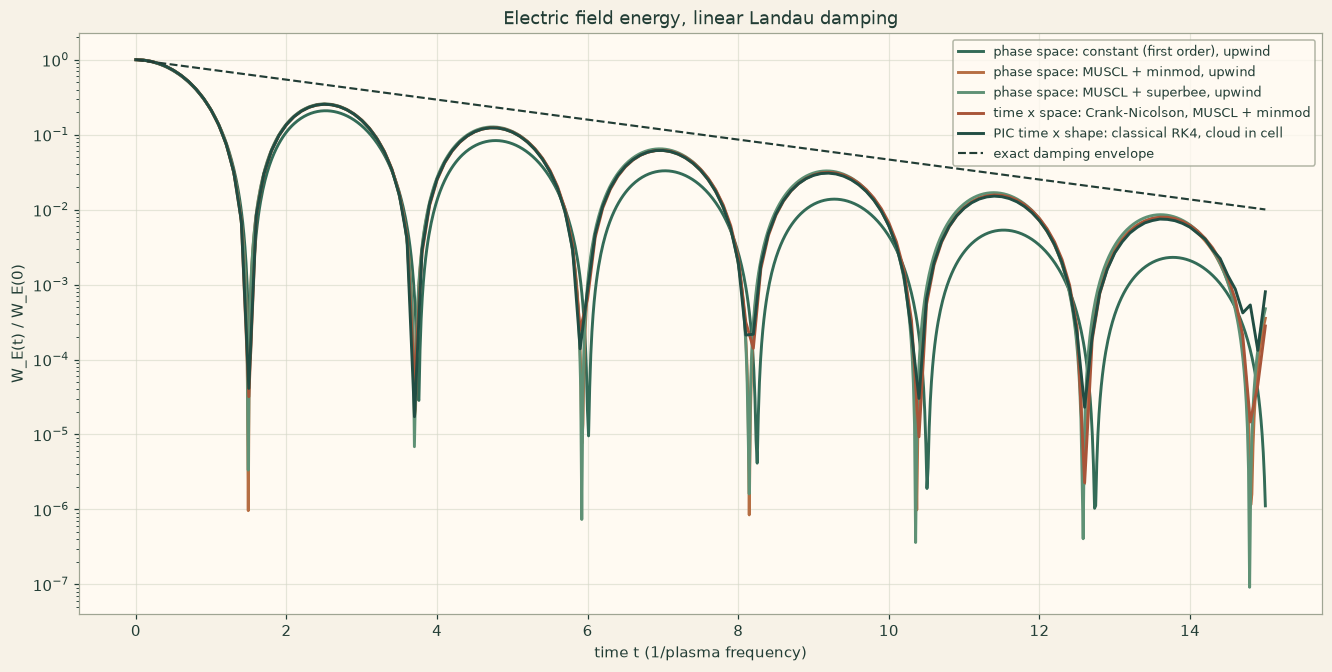 Electric field energy, linear Landau damping
phase space: constant (first order), upwind
phase space: MUSCL + minmod, upwind
phase space: MUSCL + superbee, upwind
time x space: Crank-Nicolson, MUSCL + minmod
PIC time x shape: classical RK4, cloud in cell
exact damping envelope
W_E(t) / W_E(0)
10⁰
10⁻¹
10⁻²
10⁻³
10⁻⁴
10⁻⁵
10⁻⁶
10⁻⁷
0 2 4 6 8 10 12 14
time t (1/plasma frequency)